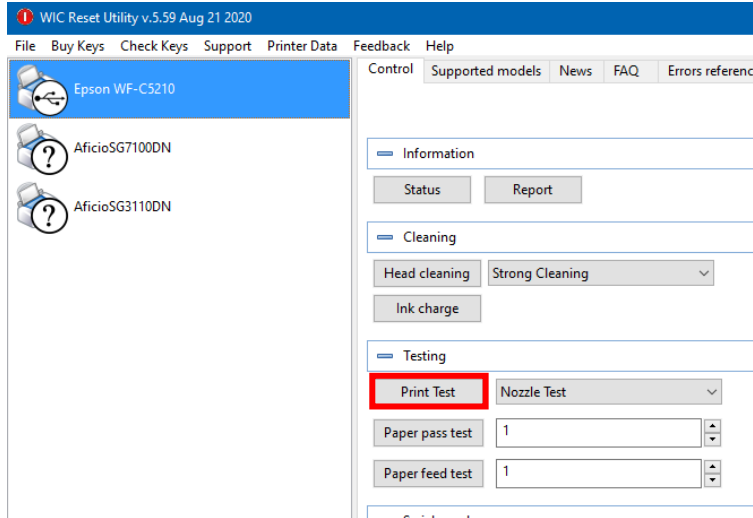 WIC Reset Utility v.5.59 Aug 21 2020
File Buy Keys Check Keys Support Printer Data Feedback Help
Epson WF-C5210
AficioSG7100DN
AficioSG3110DN
Control Supported models News FAQ Errors referenc
Information
Status Report
Cleaning
Head cleaning Strong Cleaning
Ink charge
Testing
Print Test Nozzle Test
Paper pass test 1
Paper feed test 1